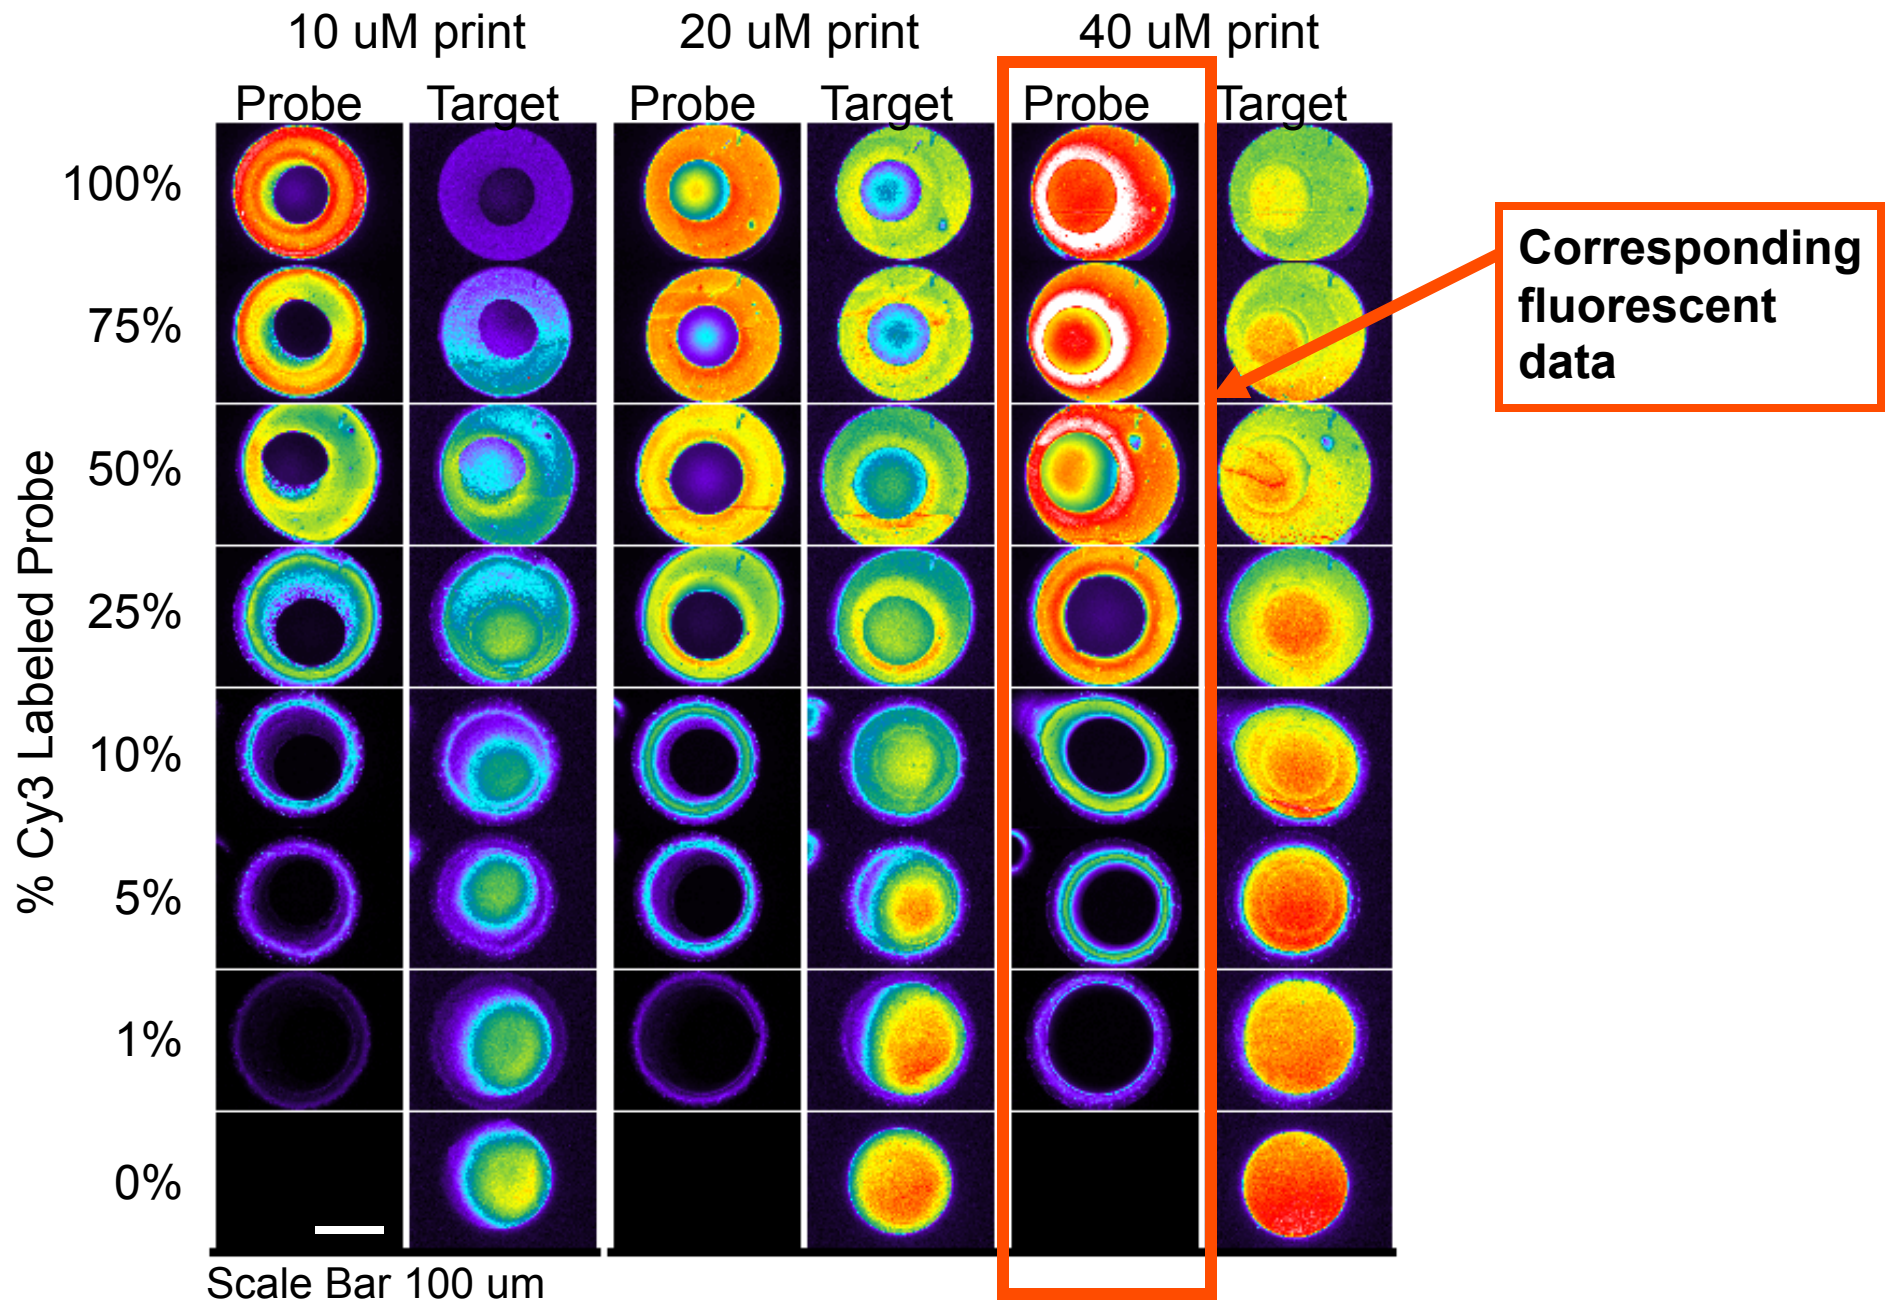 10 uM print 20 uM print 40 uM print
Probe Target Probe Target Probe Target
100%
75%
50%
25%
10%
5%
1%
0%
% Cy3 Labeled Probe
Corresponding
fluorescent
data
Scale Bar 100 um